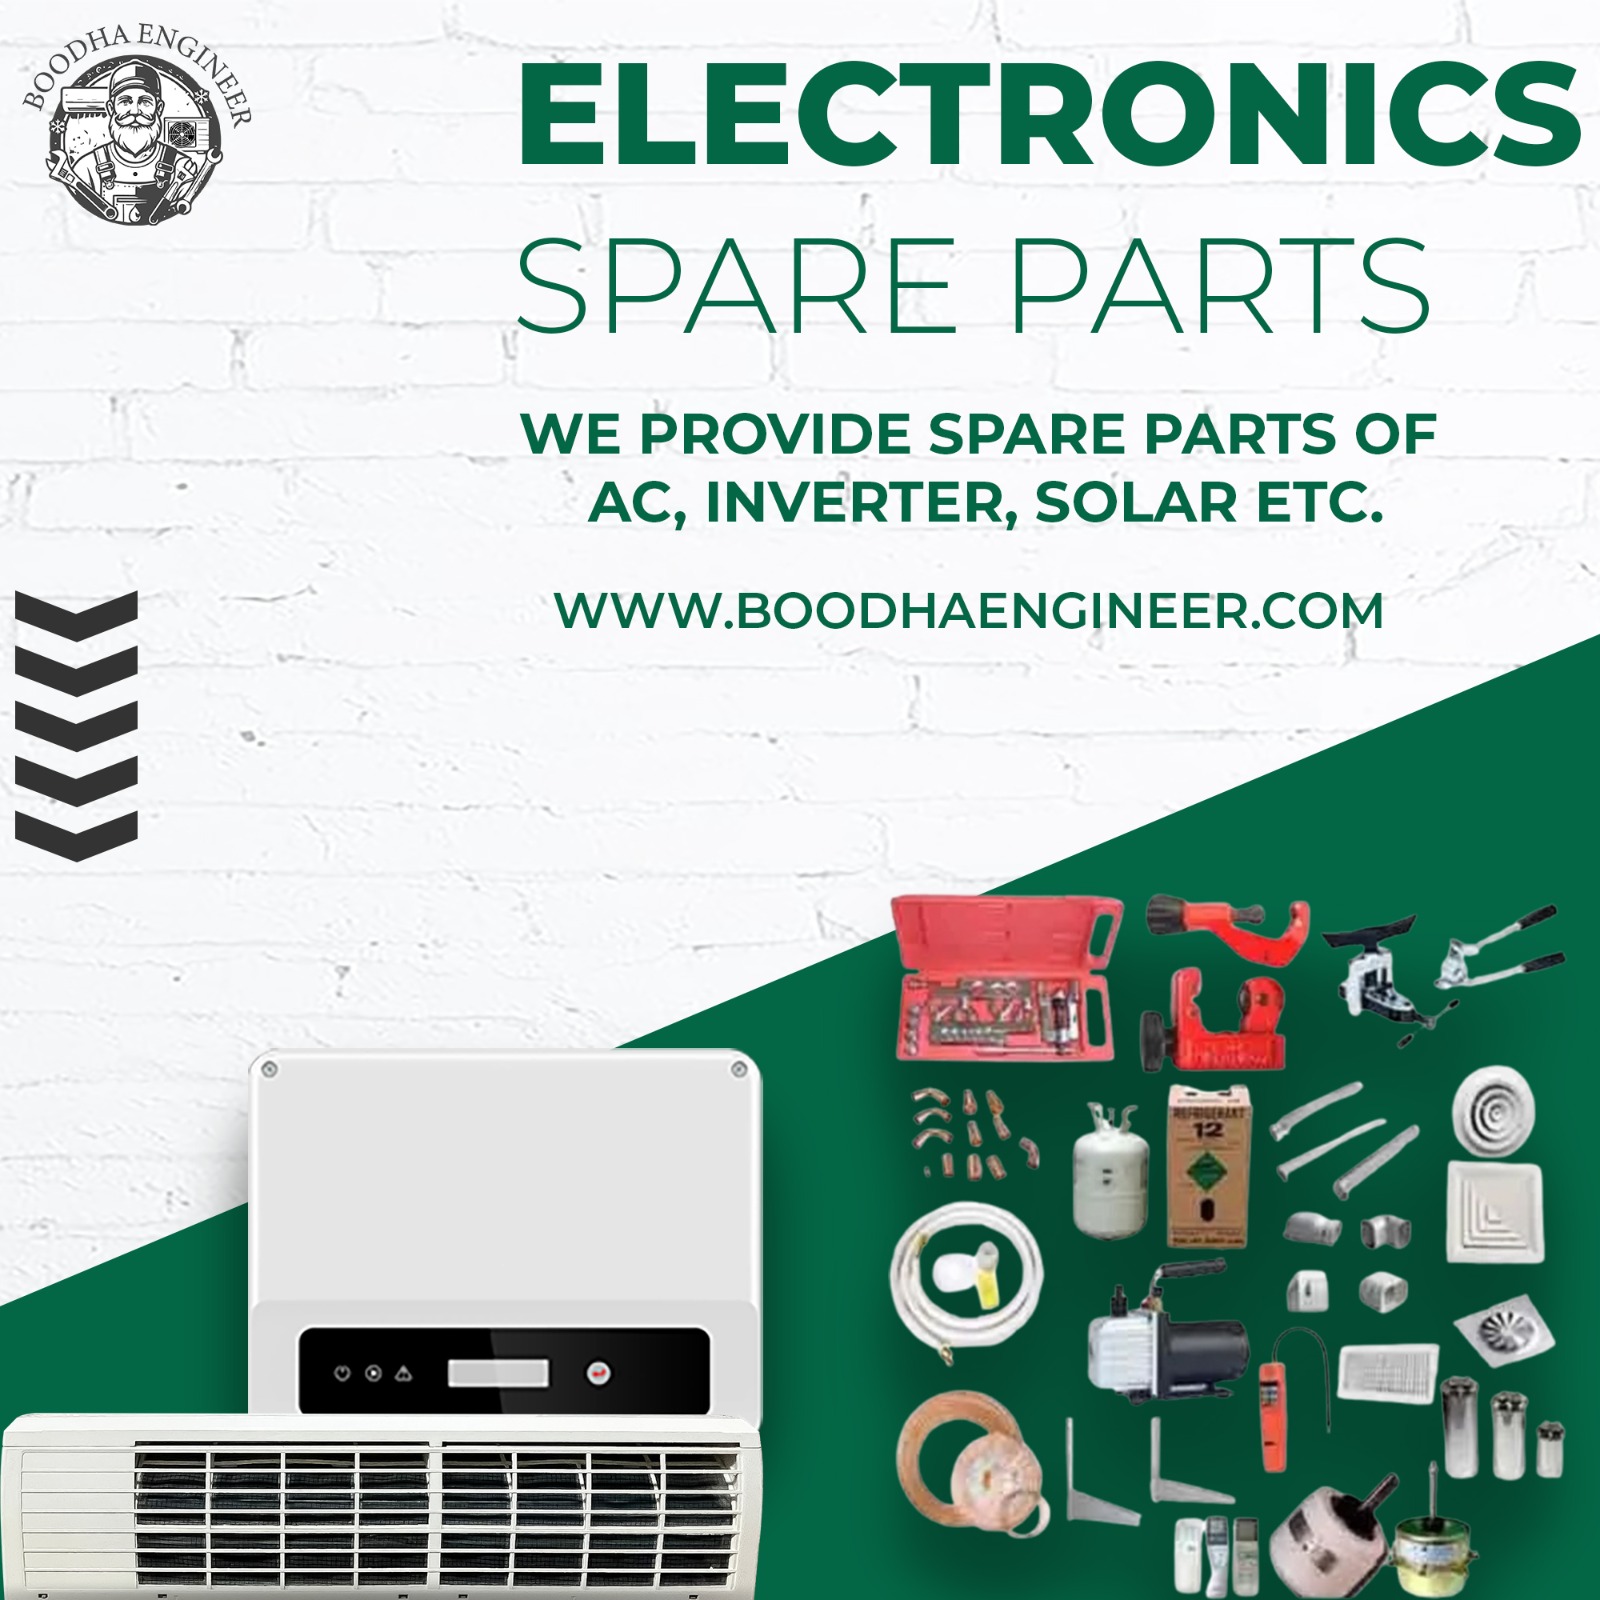 BOODHA ENGINEER
ELECTRONICS
SPARE PARTS
WE PROVIDE SPARE PARTS OF
AC, INVERTER, SOLAR ETC.
WWW.BOODHAENGINEER.COM
REFRIGERANT
12